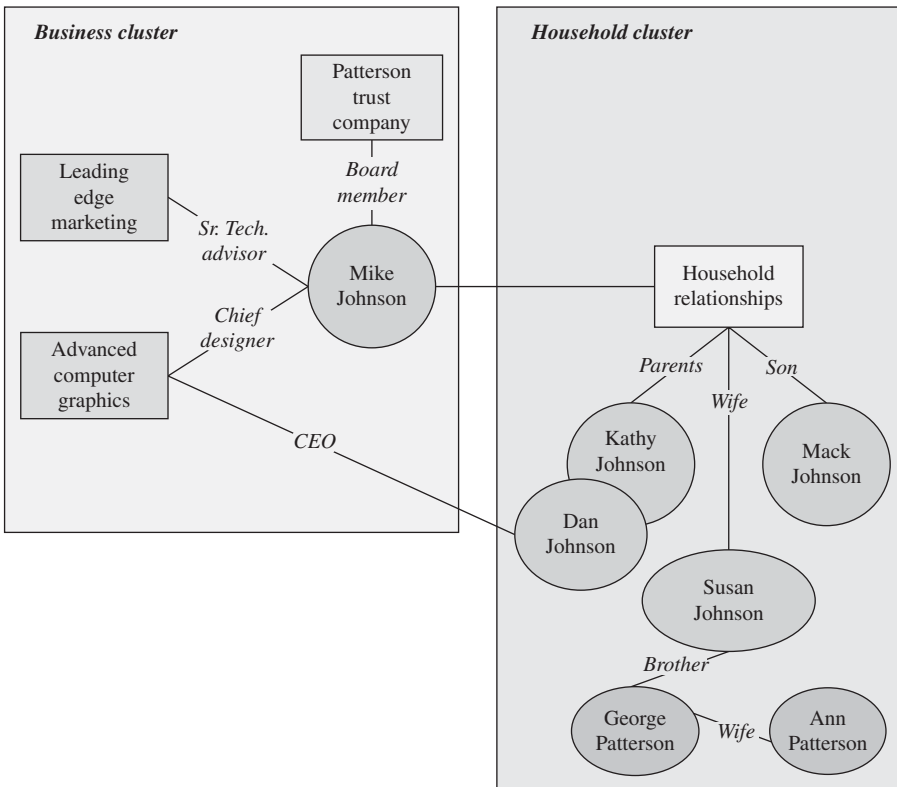 Business cluster
Patterson
trust
company
Leading
edge
marketing
Board
member
Sr. Tech.
advisor
Mike
Johnson
Chief
designer
Advanced
computer
graphics
CEO
Household cluster
Household
relationships
Parents
Wife
Son
Kathy
Johnson
Mack
Johnson
Dan
Johnson
Susan
Johnson
Brother
George
Patterson
Wife
Ann
Patterson